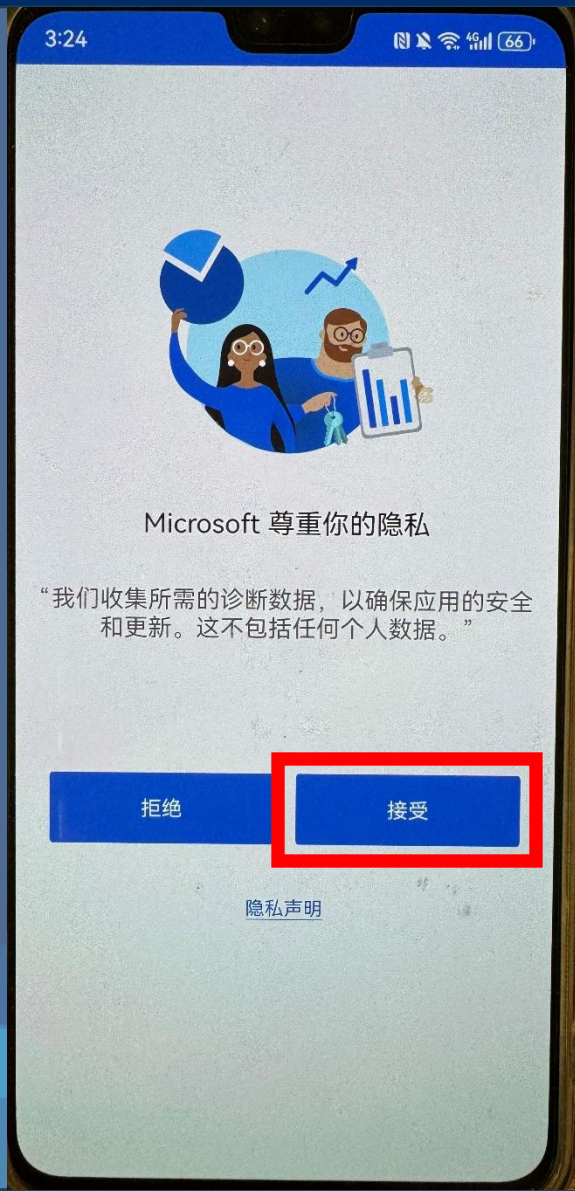 3:24
4G
66
Microsoft 尊重你的隐私
“我们收集所需的诊断数据，以确保应用的安全
和更新。这不包括任何个人数据。”
拒绝
接受
隐私声明